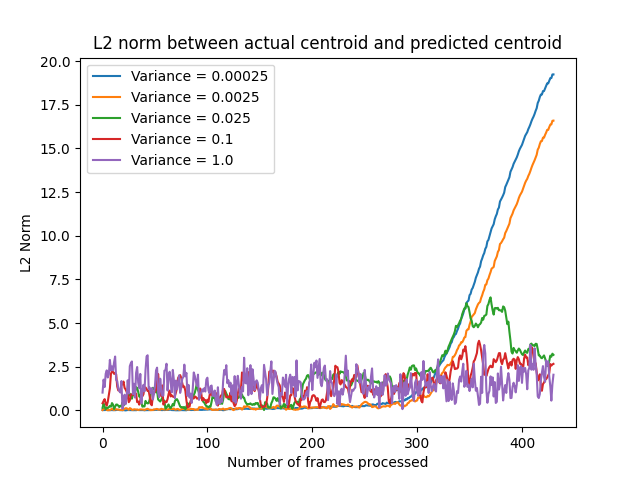 L2 norm between actual centroid and predicted centroid
20.0
17.5
15.0
12.5
10.0
7.5
5.0
2.5
0.0
L2 Norm
Variance = 0.00025
Variance = 0.0025
Variance = 0.025
Variance = 0.1
Variance = 1.0
0 100 200 300 400
Number of frames processed